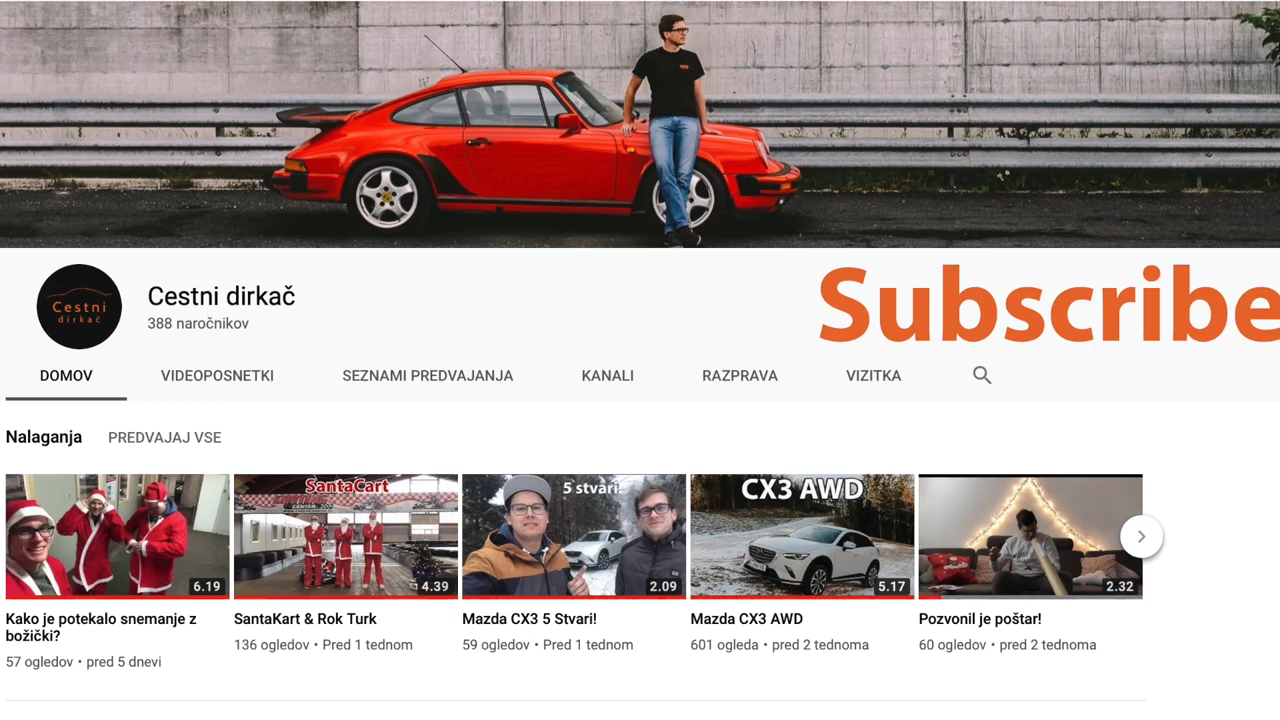 Cestni
dirkač
Cestni dirkač
388 naročnikov
Subscribe
DOMOV
VIDEOPOSNETKI
SEZNAMI PREDVAJANJA
KANALI
RAZPRAVA
VIZITKA
Nalaganja
PREDVAJAJ VSE
6.19
SantaCart
KARTING
CENTER
4.39
5 stvari!
2.09
CX3 AWD
5.17
2.32
Kako je potekalo snemanje z
božički?
57 ogledov • pred 5 dnevi
SantaKart & Rok Turk
136 ogledov • Pred 1 tednom
Mazda CX3 5 Stvari!
59 ogledov • Pred 1 tednom
Mazda CX3 AWD
601 ogleda • pred 2 tednoma
Pozvonil je poštar!
60 ogledov • pred 2 tednoma